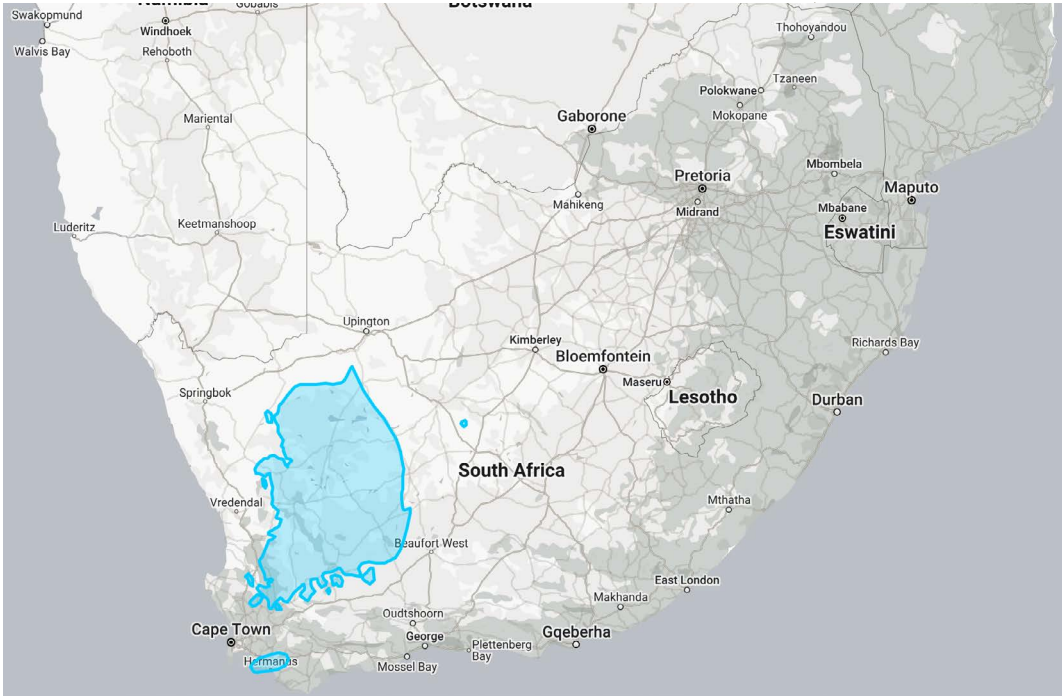 Namibia
Gobabis
Botswana
Swakopmund
Windhoek
Walvis Bay
Rehoboth
Thohoyandou
Tzaneen
Polokwane
Mokopane
Gaborone
Mariental
Mbombela
Pretoria
Midrand
Mahikeng
Maputo
Mbabane
Eswatini
Luderitz
Keetmanshoop
Upington
Kimberley
Bloemfontein
Richards Bay
Maseru
Lesotho
Springbok
Durban
South Africa
Vredendal
Mthatha
Beaufort West
East London
Makhanda
Oudtshoorn
Cape Town
George
Gqeberha
Plettenberg
Bay
Hermanus
Mossel Bay